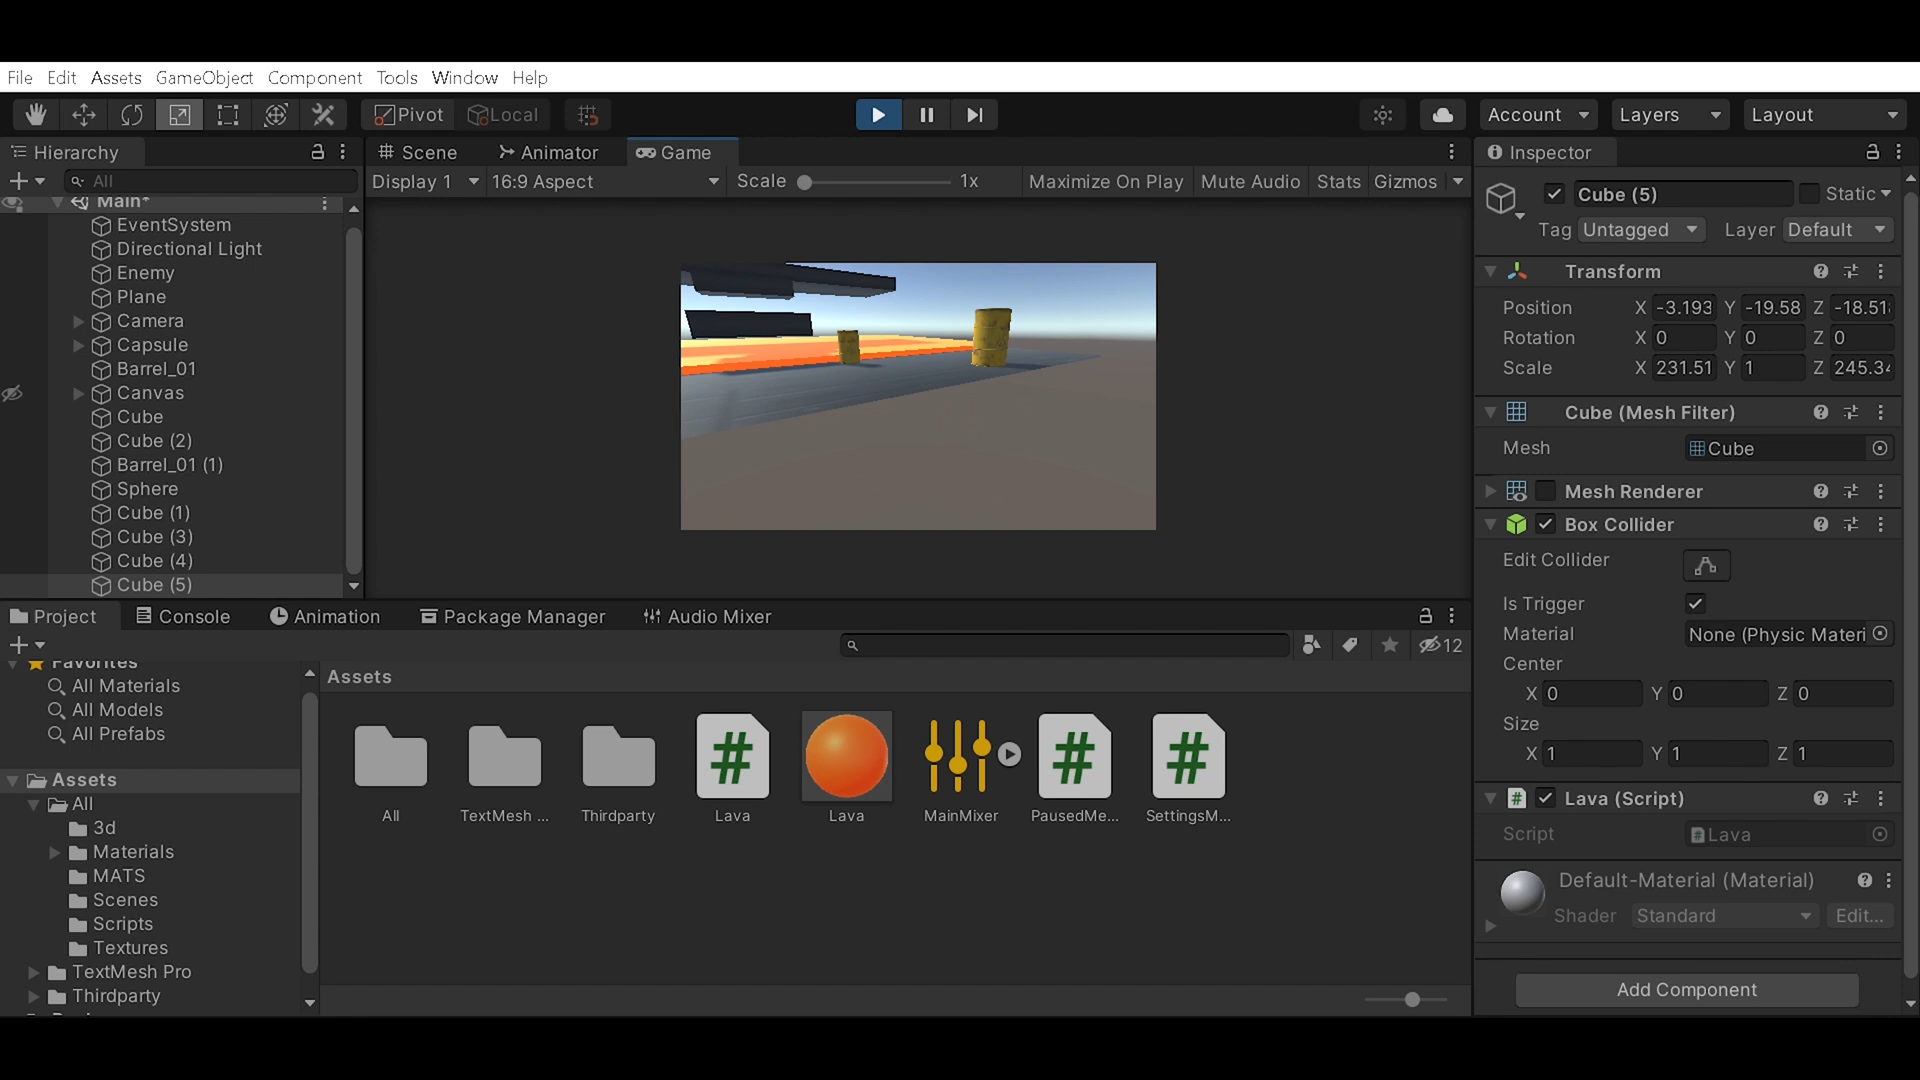 File Edit Assets GameObject Component Tools Window Help
Pivot Local Account Layers Layout
Hierarchy
All
Main*
EventSystem
Directional Light
Enemy
Plane
Camera
Capsule
Barrel_01
Canvas
Cube
Cube (2)
Barrel_01 (1)
Sphere
Cube (1)
Cube (3)
Cube (4)
Cube (5)
Scene Animator Game
Display 1 16:9 Aspect Scale 1x Maximize On Play Mute Audio Stats Gizmos
Inspector
Cube (5) Static
Tag Untagged Layer Default
Transform
Position X -3.193 Y -19.58 Z -18.51
Rotation X 0 Y 0 Z 0
Scale X 231.51 Y 1 Z 245.34
Cube (Mesh Filter)
Mesh Cube
Mesh Renderer
Box Collider
Edit Collider
Is Trigger
Material None (Physic Materi
Center
X 0 Y 0 Z 0
Size
X 1 Y 1 Z 1
Lava (Script)
Script Lava
Default-Material (Material)
Shader Standard Edit...
Add Component
Project Console Animation Package Manager Audio Mixer
12
Favorites
All Materials
All Models
All Prefabs
Assets
All
3d
Materials
MATS
Scenes
Scripts
Textures
TextMesh Pro
Thirdparty
Assets
All TextMesh ... Thirdparty Lava Lava MainMixer PausedMe... SettingsM...